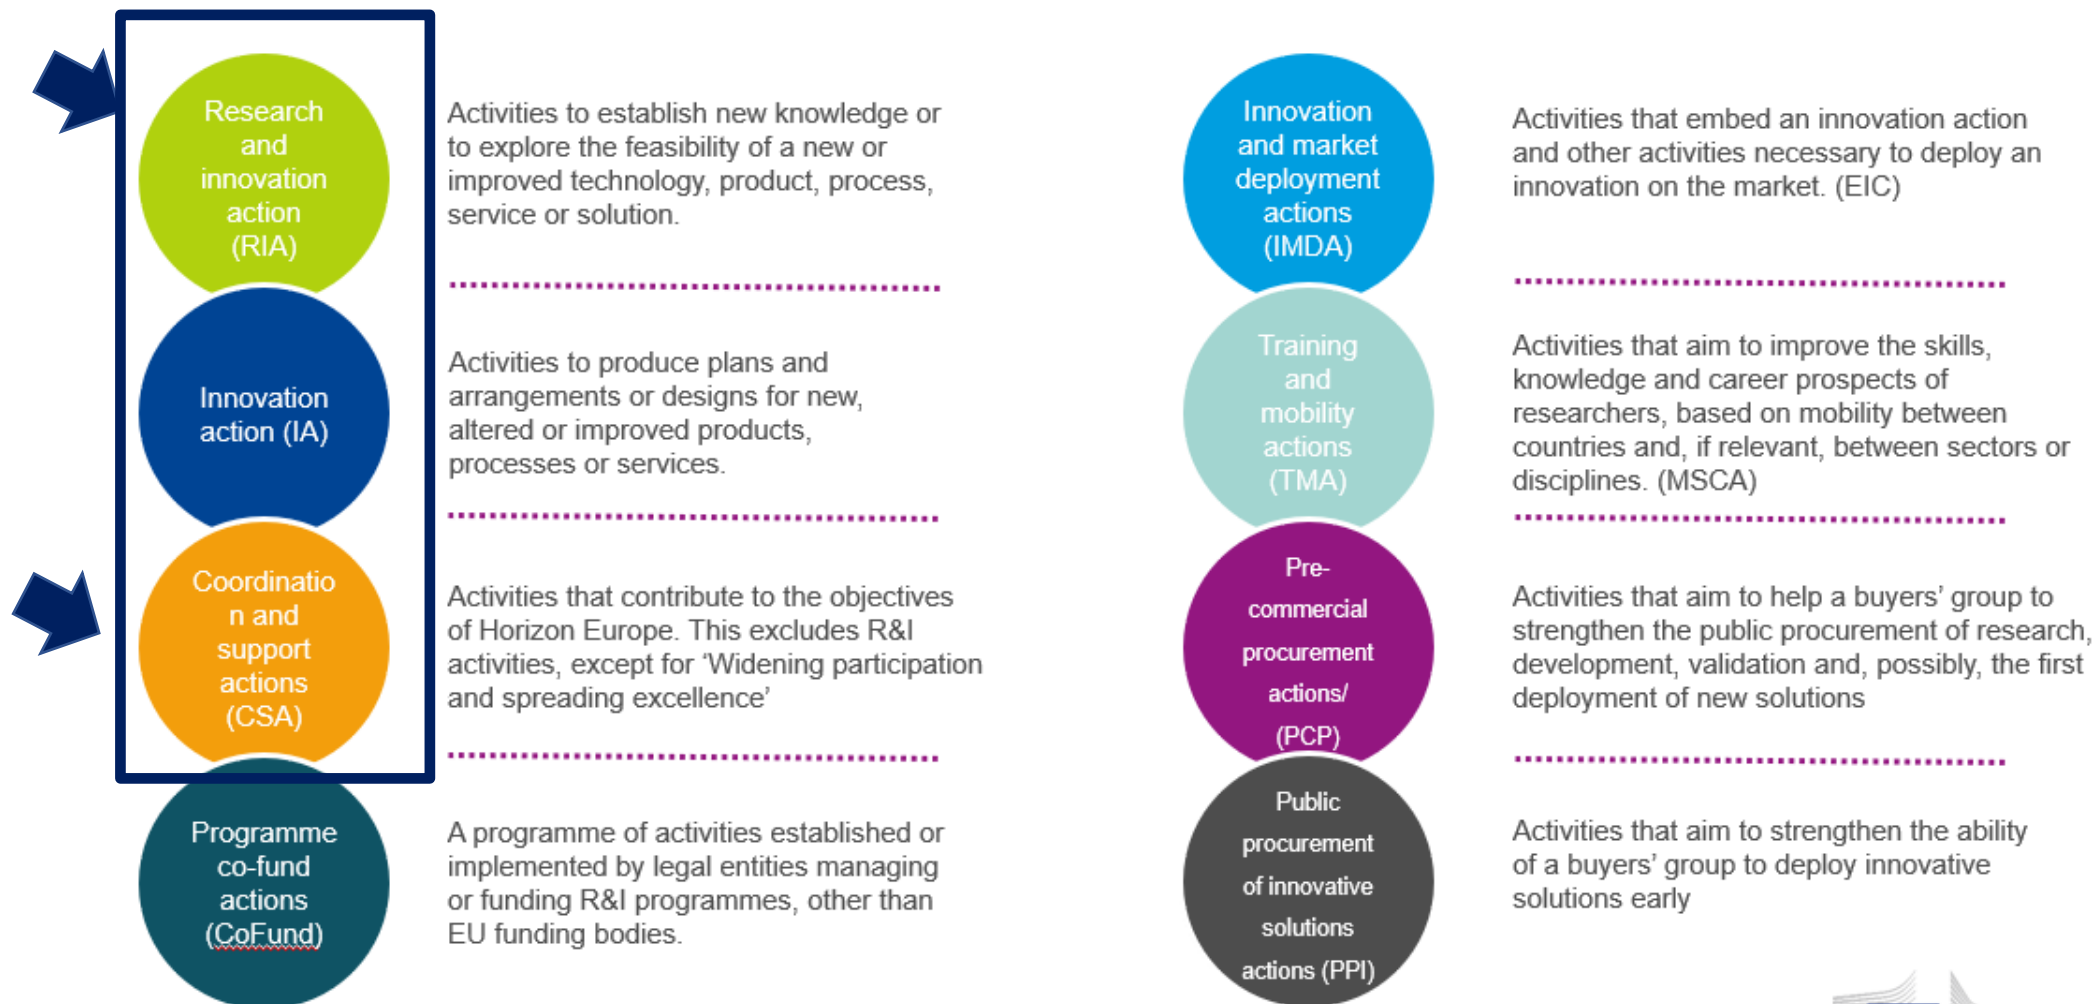 Research
and
innovation
action
(RIA)
Activities to establish new knowledge or
to explore the feasibility of a new or
improved technology, product, process,
service or solution.
Innovation
action (IA)
Activities to produce plans and
arrangements or designs for new,
altered or improved products,
processes or services.
Coordinatio
n and
support
actions
(CSA)
Activities that contribute to the objectives
of Horizon Europe. This excludes R&I
activities, except for ‘Widening participation
and spreading excellence’
Programme
co-fund
actions
(CoFund)
A programme of activities established or
implemented by legal entities managing
or funding R&I programmes, other than
EU funding bodies.
Innovation
and market
deployment
actions
(IMDA)
Activities that embed an innovation action
and other activities necessary to deploy an
innovation on the market. (EIC)
Training
and
mobility
actions
(TMA)
Activities that aim to improve the skills,
knowledge and career prospects of
researchers, based on mobility between
countries and, if relevant, between sectors or
disciplines. (MSCA)
Pre-
commercial
procurement
actions/
(PCP)
Activities that aim to help a buyers’ group to
strengthen the public procurement of research,
development, validation and, possibly, the first
deployment of new solutions
Public
procurement
of innovative
solutions
actions (PPI)
Activities that aim to strengthen the ability
of a buyers’ group to deploy innovative
solutions early